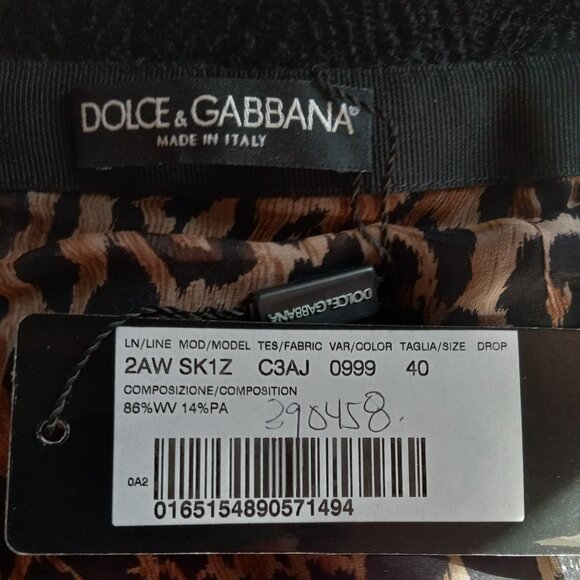 DOLCE & GABBANA®
MADE IN ITALY
DOLCE & GABBANA
LN/LINE MOD/MODEL TES/FABRIC VAR/COLOR TAGLIA/SIZE DROP
2AW SK1Z C3AJ 0999 40
COMPOSIZIONE/COMPOSITION
86%WV 14%PA
390458.
0A2
0165154890571494